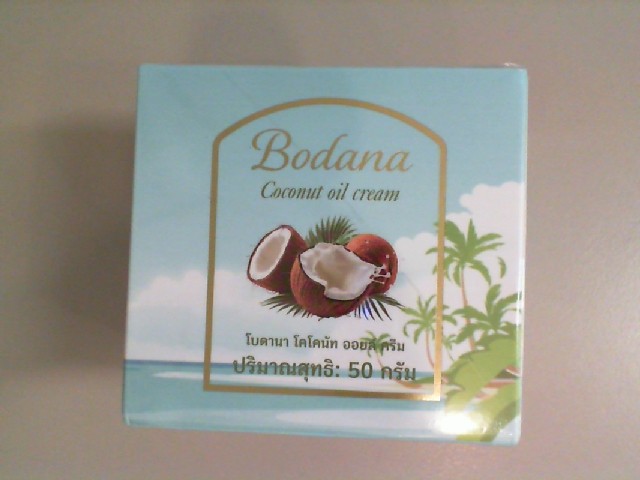 Bodana
Coconut oil cream
โบดานา โคโคนัท ออยล์ ครีม
ปริมาณสุทธิ: 50 กรัม